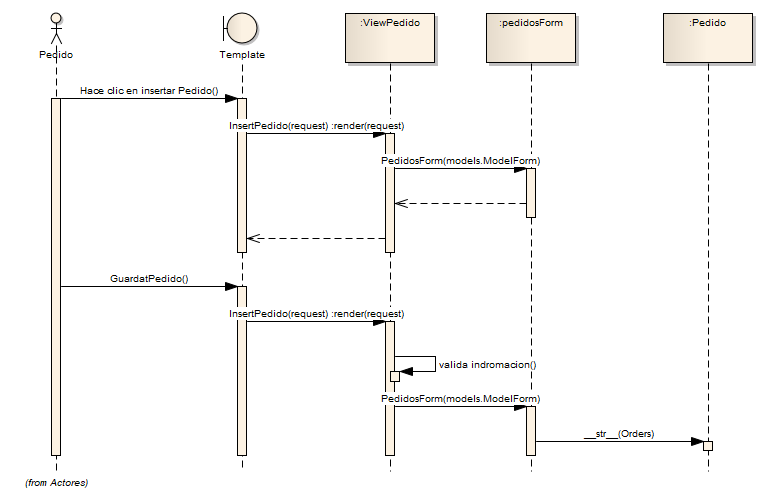 :ViewPedido
:pedidosForm
:Pedido
Pedido
Template
Hace clic en insertar Pedido()
InsertPedido(request) :render(request)
PedidosForm(models.ModelForm)
GuardatPedido()
InsertPedido(request) :render(request)
valida indromacion()
PedidosForm(models.ModelForm)
__str__(Orders)
(from Actores)